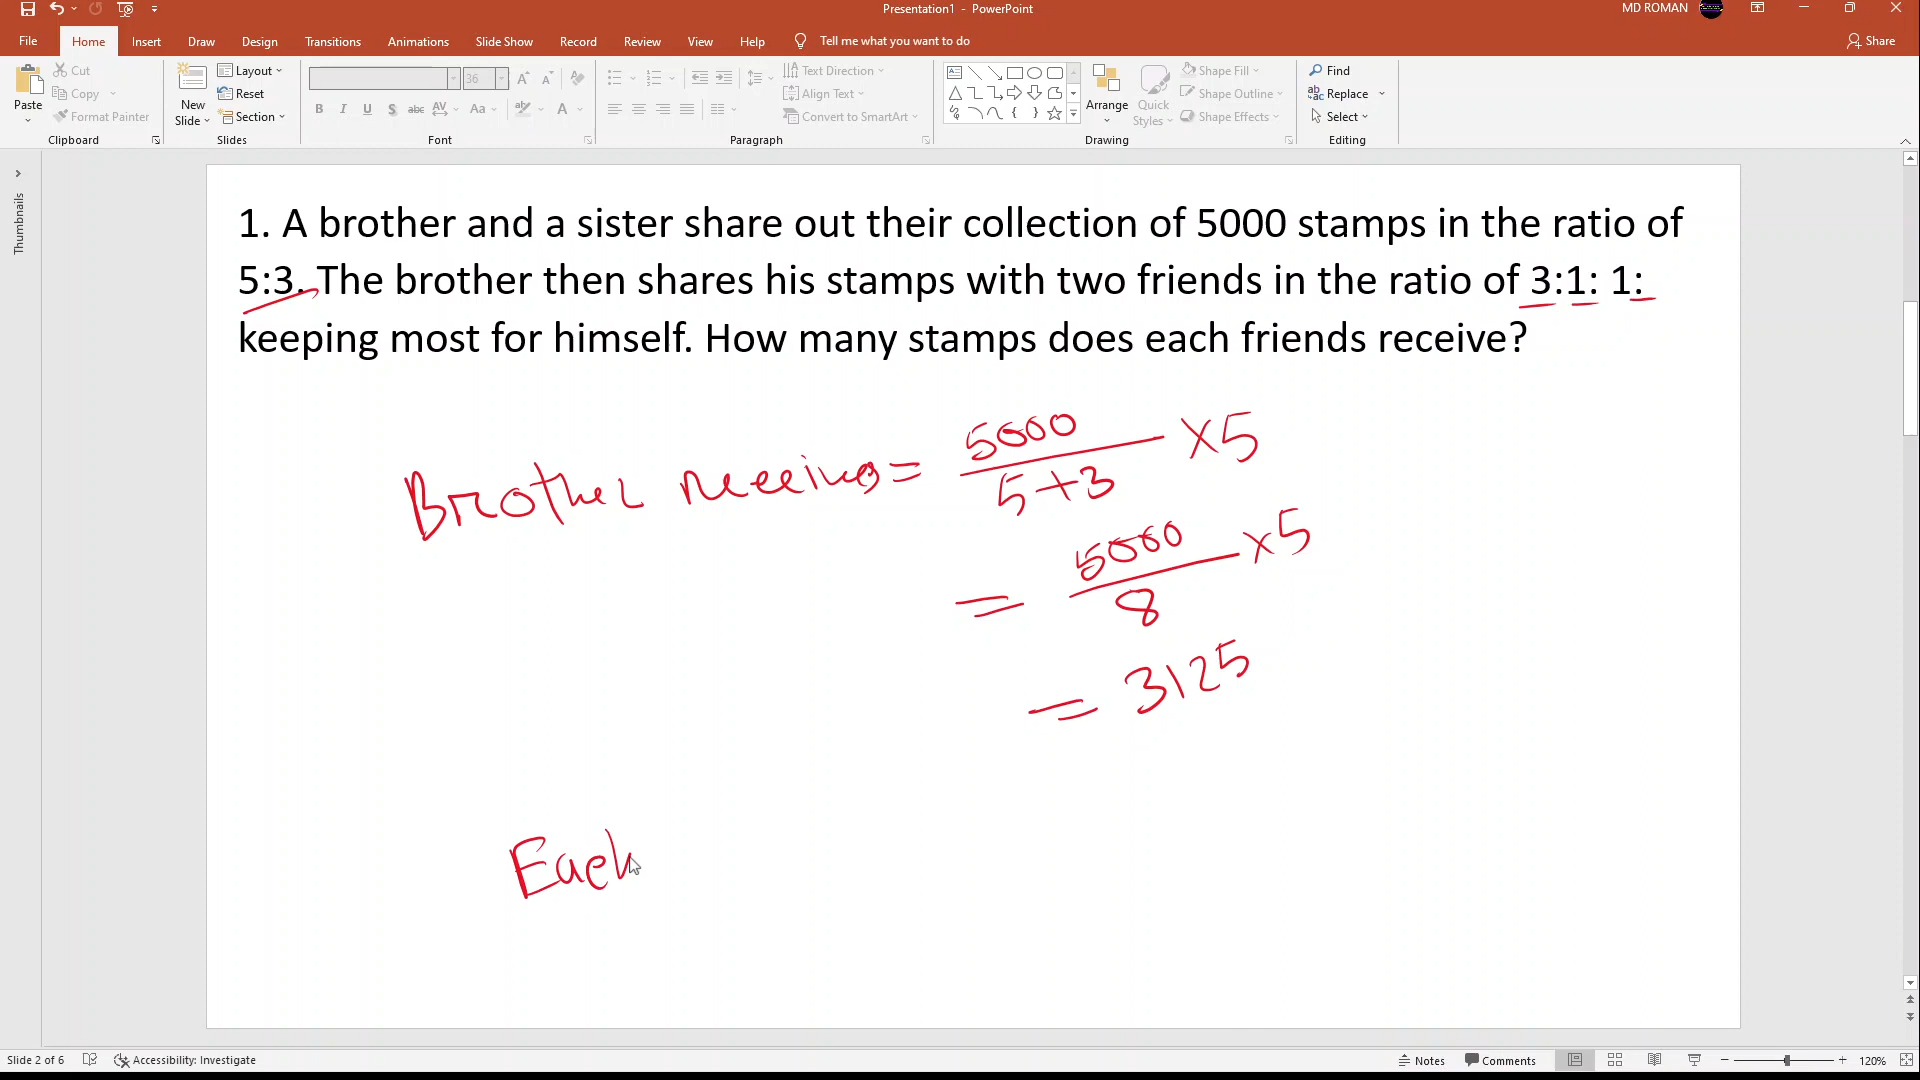 Presentation1 - PowerPoint
MD ROMAN
File Home Insert Draw Design Transitions Animations Slide Show Record Review View Help Tell me what you want to do Share
Paste
Cut
Copy
Format Painter
Clipboard
New
Slide
Layout
Reset
Section
Slides
36
B I U S abc AV Aa A
Font
Paragraph
Text Direction
Align Text
Convert to SmartArt
Arrange
Quick
Styles
Drawing
Shape Fill
Shape Outline
Shape Effects
Find
Replace
Select
Editing
Thumbnails
1. A brother and a sister share out their collection of 5000 stamps in the ratio of
5:3. The brother then shares his stamps with two friends in the ratio of 3:1: 1:
keeping most for himself. How many stamps does each friends receive?
Brother = 5000 / 5+3 ×5
= 5000 / 8 ×5
= 3125
Each
Slide 2 of 6 Accessibility: Investigate Notes Comments 120%